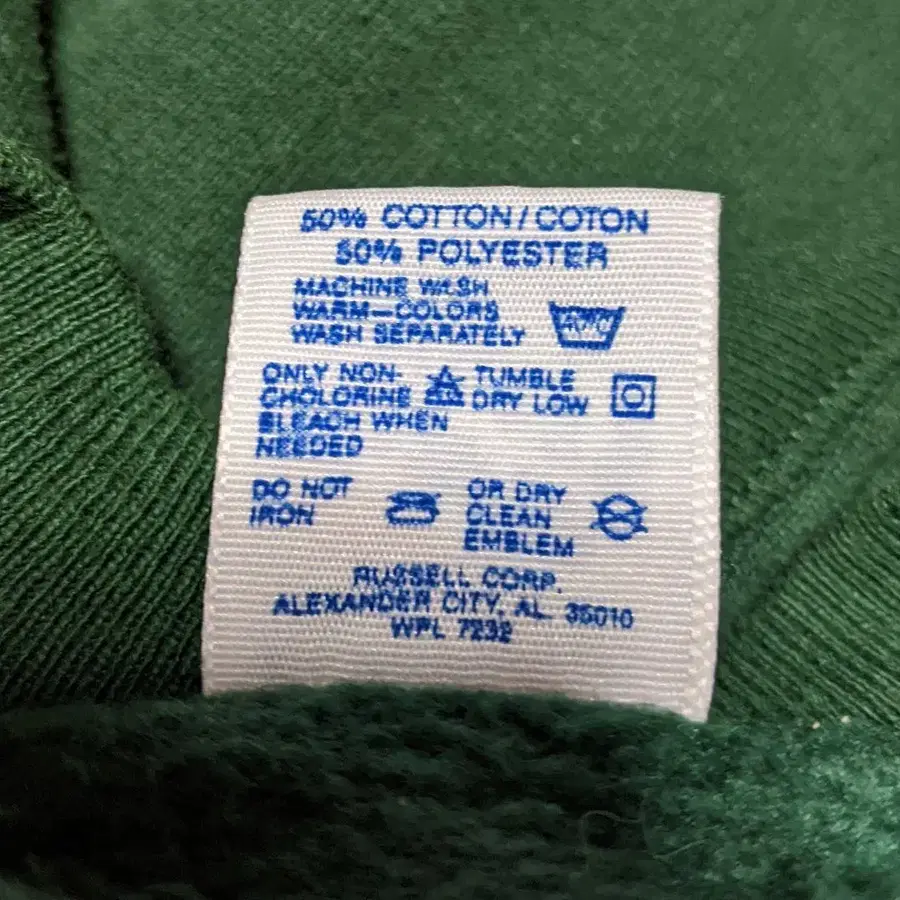 50% COTTON/COTON
50% POLYESTER
MACHINE WASH
WARM—COLORS
WASH SEPARATELY
40°C
ONLY NON-
CHOLORINE
BLEACH WHEN
NEEDED
TUMBLE
DRY LOW
DO NOT
IRON
OR DRY
CLEAN
EMBLEM
RUSSELL CORP.
ALEXANDER CITY, AL. 35010
WPL 7232